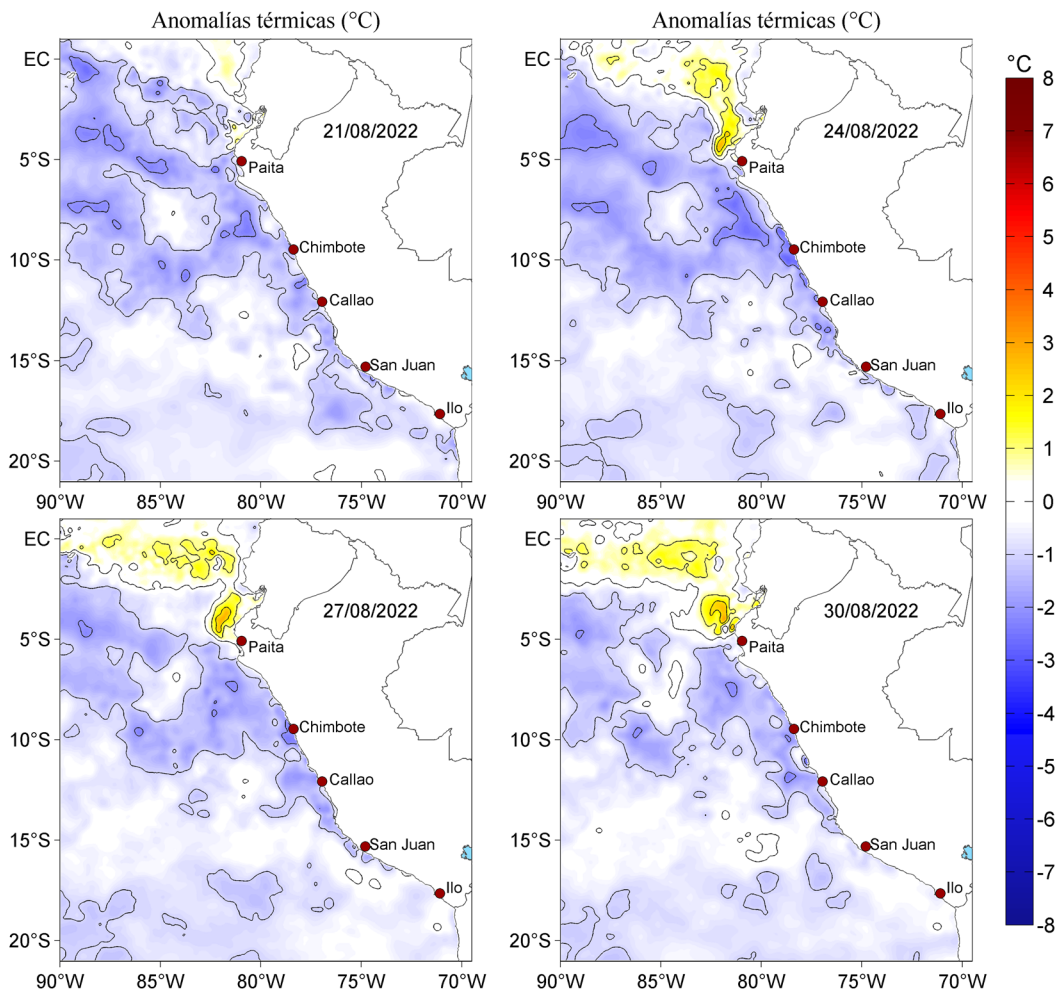 Anomalías térmicas (°C)
Anomalías térmicas (°C)
EC
5°S
10°S
15°S
20°S
21/08/2022
Paita
Chimbote
Callao
San Juan
Ilo
90°W
85°W
80°W
75°W
70°W
EC
5°S
10°S
15°S
20°S
24/08/2022
Paita
Chimbote
Callao
San Juan
Ilo
90°W
85°W
80°W
75°W
70°W
EC
5°S
10°S
15°S
20°S
27/08/2022
Paita
Chimbote
Callao
San Juan
Ilo
90°W
85°W
80°W
75°W
70°W
EC
5°S
10°S
15°S
20°S
30/08/2022
Paita
Chimbote
Callao
San Juan
Ilo
90°W
85°W
80°W
75°W
70°W
°C
8
7
6
5
4
3
2
1
0
-1
-2
-3
-4
-5
-6
-7
-8